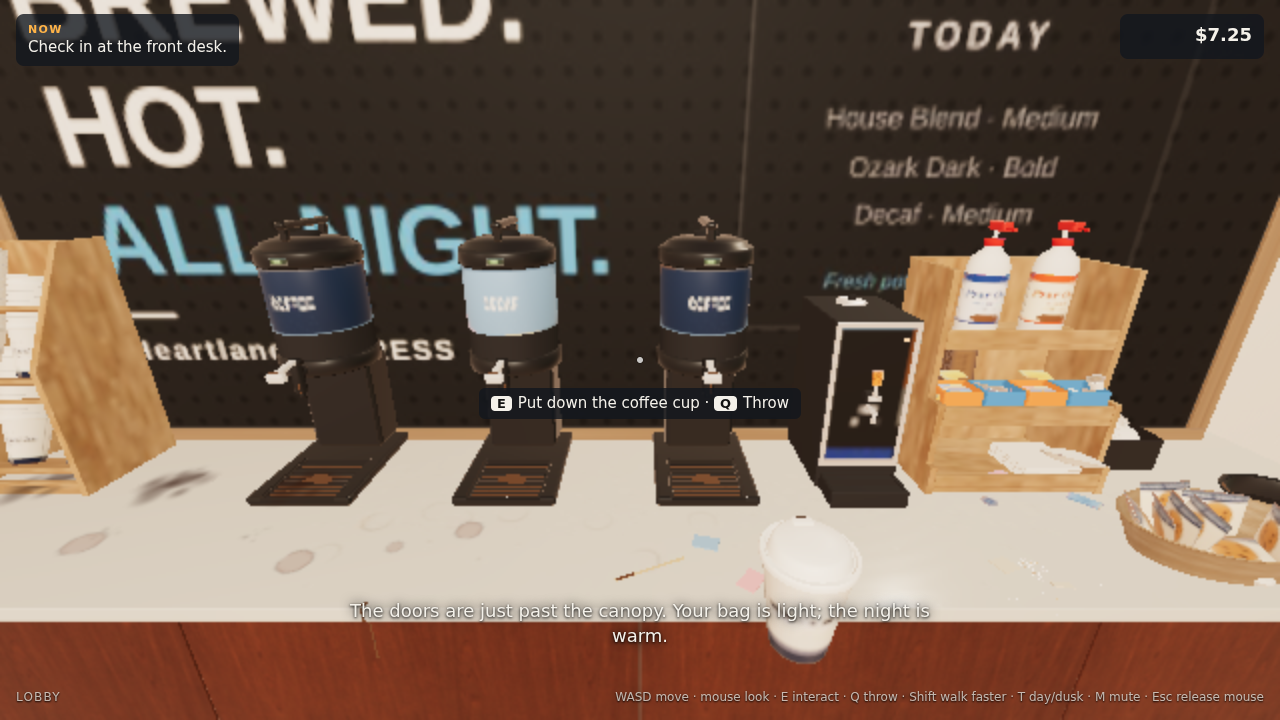 NOW
Check in at the front desk.
$7.25
BREWED.
HOT.
ALL NIGHT.
TODAY
House Blend · Medium
Ozark Dark · Bold
Decaf · Medium
Fresh
COFFEE
DECAF
COFFEE
E Put down the coffee cup · Q Throw
The doors are just past the canopy. Your bag is light; the night is
warm.
LOBBY
WASD move · mouse look · E interact · Q throw · Shift walk faster · T day/dusk · M mute · Esc release mouse